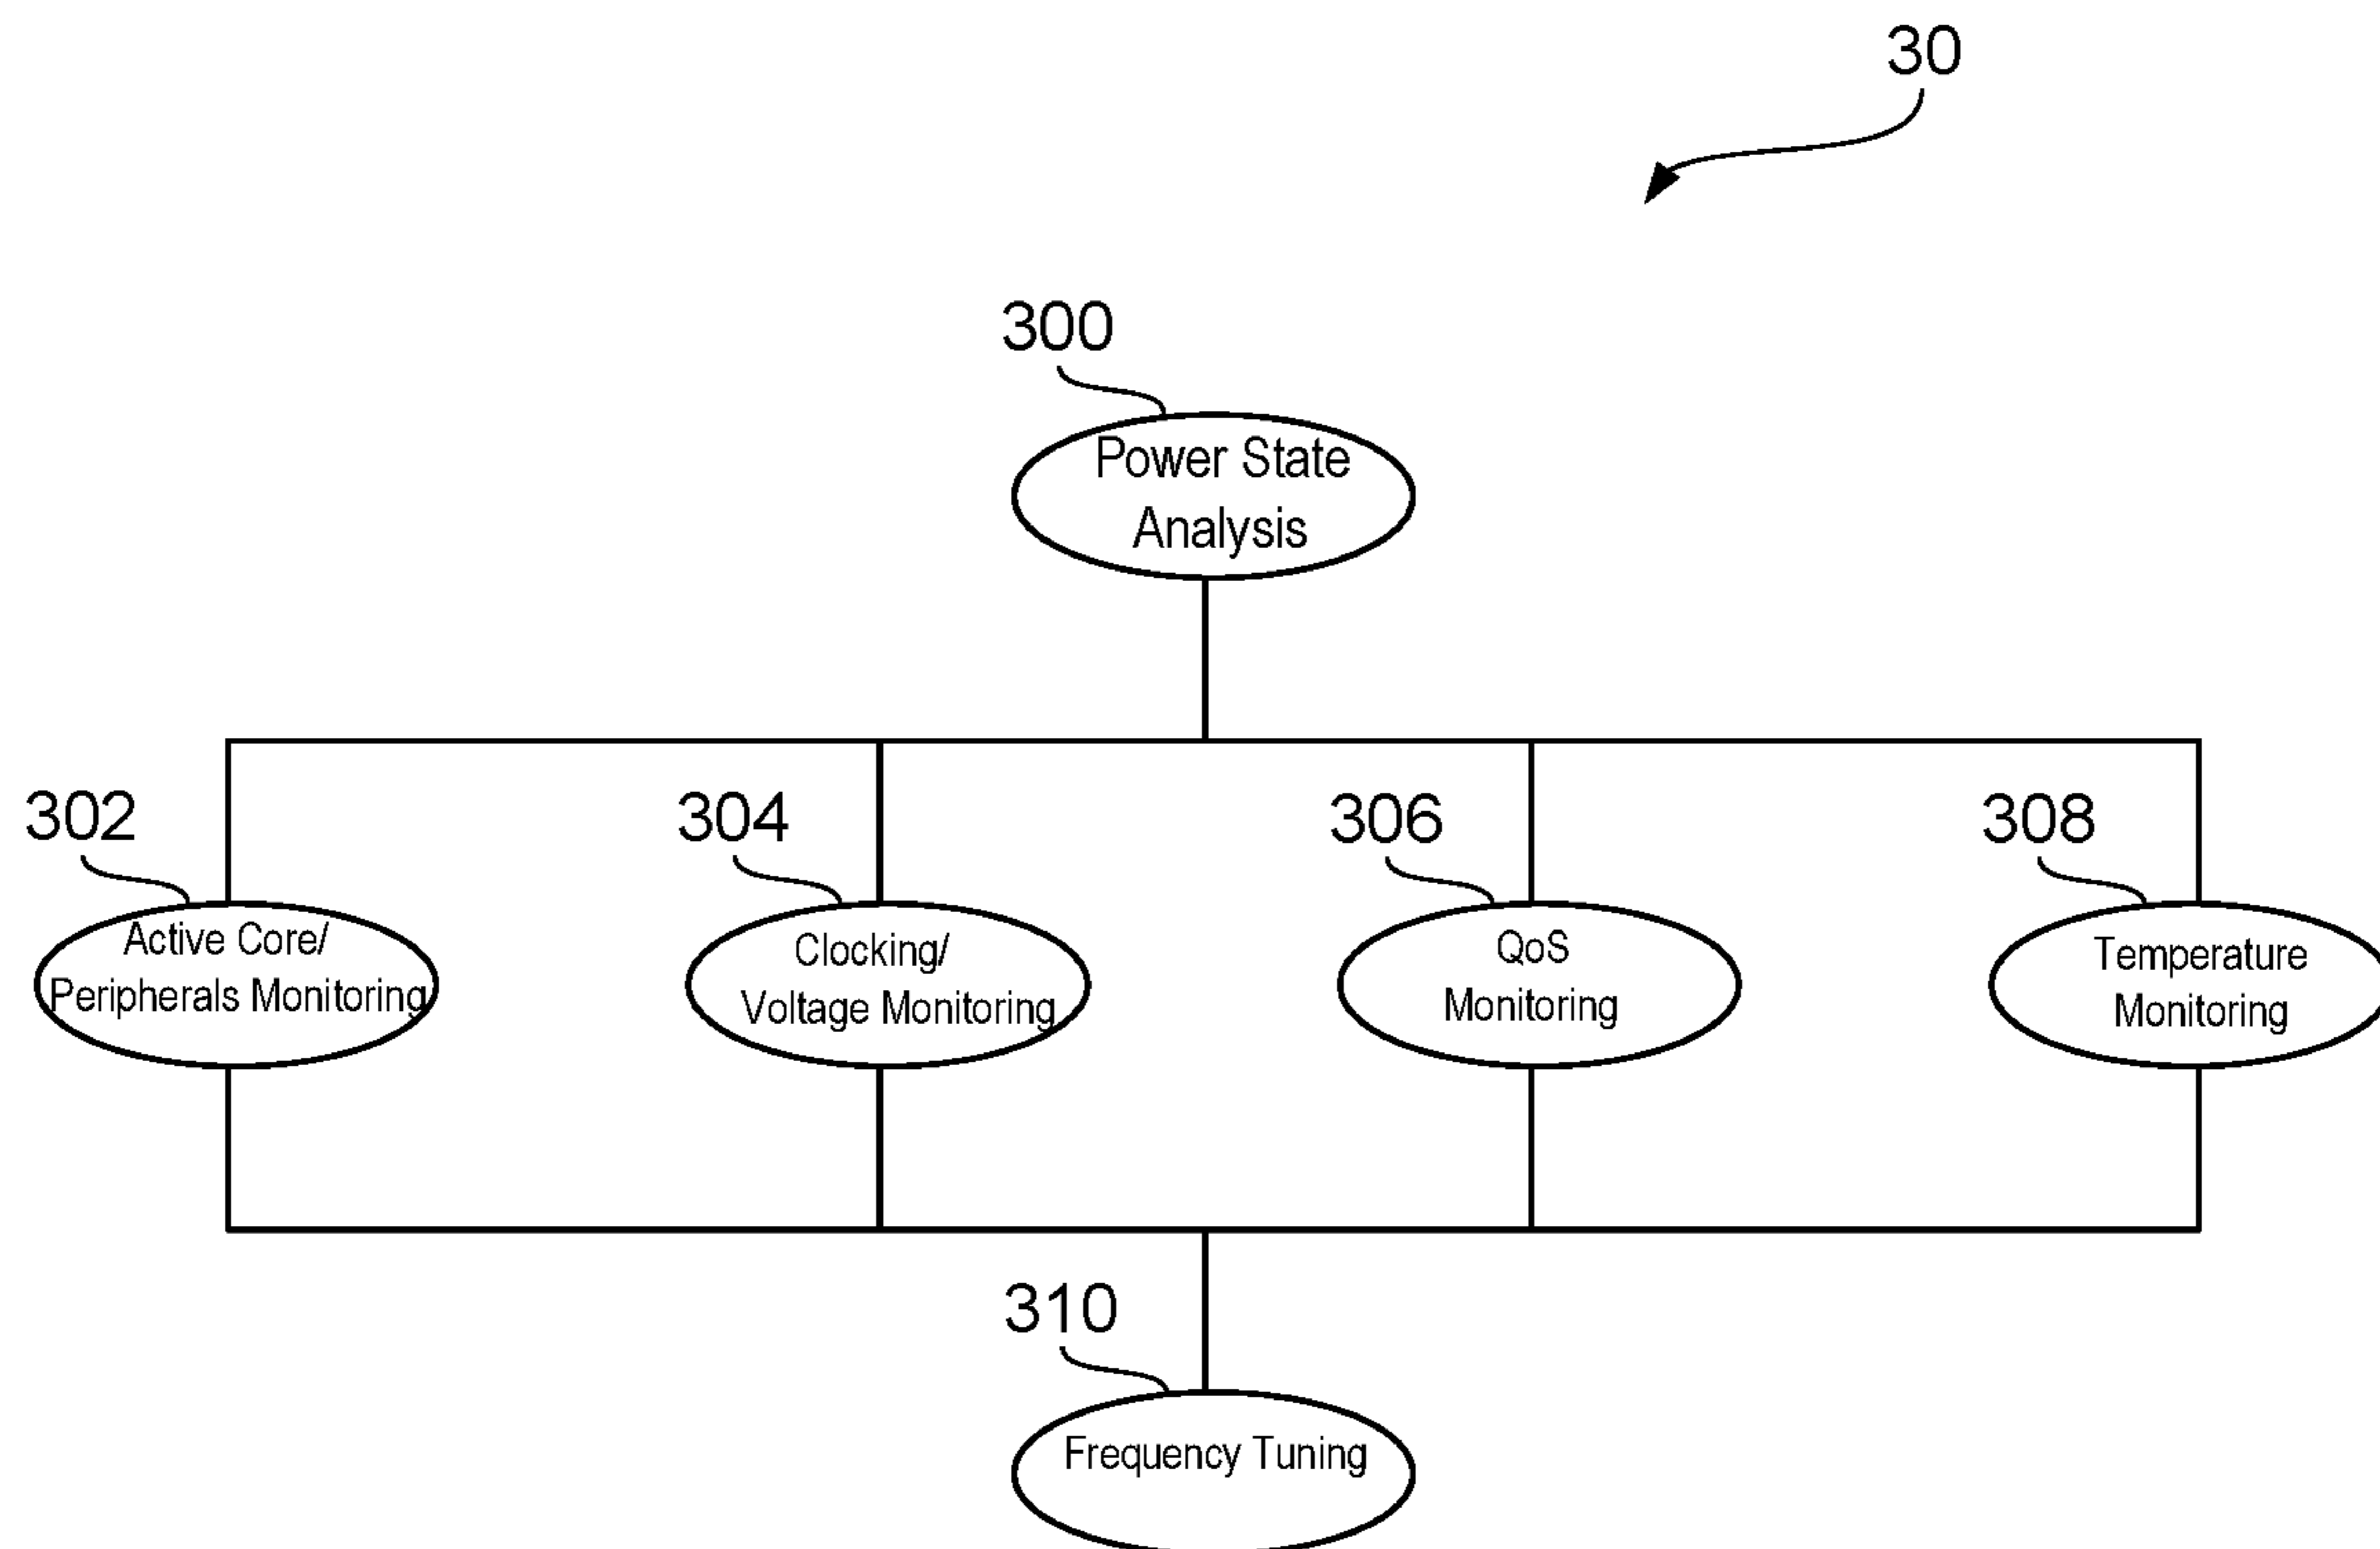 30
300
Power State
Analysis
302
304
306
308
Active Core/
Peripherals Monitoring
Clocking/
Voltage Monitoring
QoS
Monitoring
Temperature
Monitoring
310
Frequency Tuning